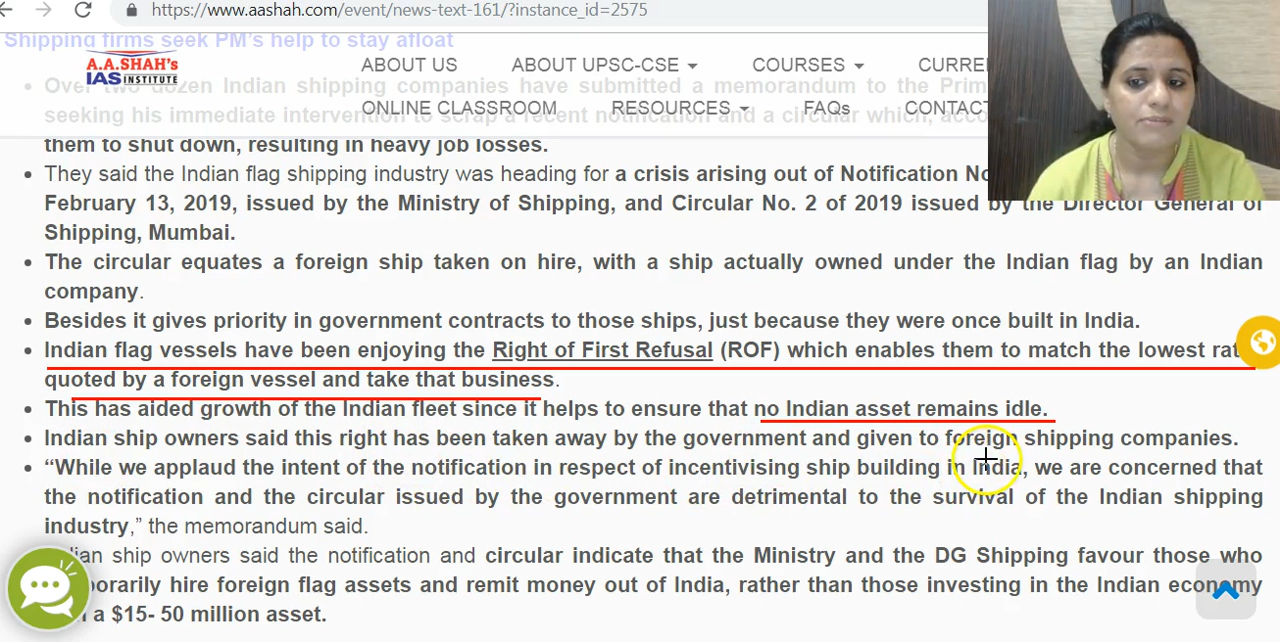 https://www.aashah.com/event/news-text-161/?instance_id=2575
Shipping firms seek PM's help to stay afloat
A.A.SHAH'S
IAS INSTITUTE
ABOUT US ABOUT UPSC-CSE COURSES CURRE
ONLINE CLASSROOM RESOURCES FAQs CONTACT
Over two dozen Indian shipping companies have submitted a memorandum to the Prim
seeking his immediate intervention to scrap a recent notification and a circular which, acco
them to shut down, resulting in heavy job losses.
They said the Indian flag shipping industry was heading for a crisis arising out of Notification No
February 13, 2019, issued by the Ministry of Shipping, and Circular No. 2 of 2019 issued by the Director General of
Shipping, Mumbai.
The circular equates a foreign ship taken on hire, with a ship actually owned under the Indian flag by an Indian
company.
Besides it gives priority in government contracts to those ships, just because they were once built in India.
Indian flag vessels have been enjoying the Right of First Refusal (ROF) which enables them to match the lowest rat
quoted by a foreign vessel and take that business.
This has aided growth of the Indian fleet since it helps to ensure that no Indian asset remains idle.
Indian ship owners said this right has been taken away by the government and given to foreign shipping companies.
“While we applaud the intent of the notification in respect of incentivising ship building in India, we are concerned that
the notification and the circular issued by the government are detrimental to the survival of the Indian shipping
industry,” the memorandum said.
dian ship owners said the notification and circular indicate that the Ministry and the DG Shipping favour those who
porarily hire foreign flag assets and remit money out of India, rather than those investing in the Indian economy
a $15- 50 million asset.